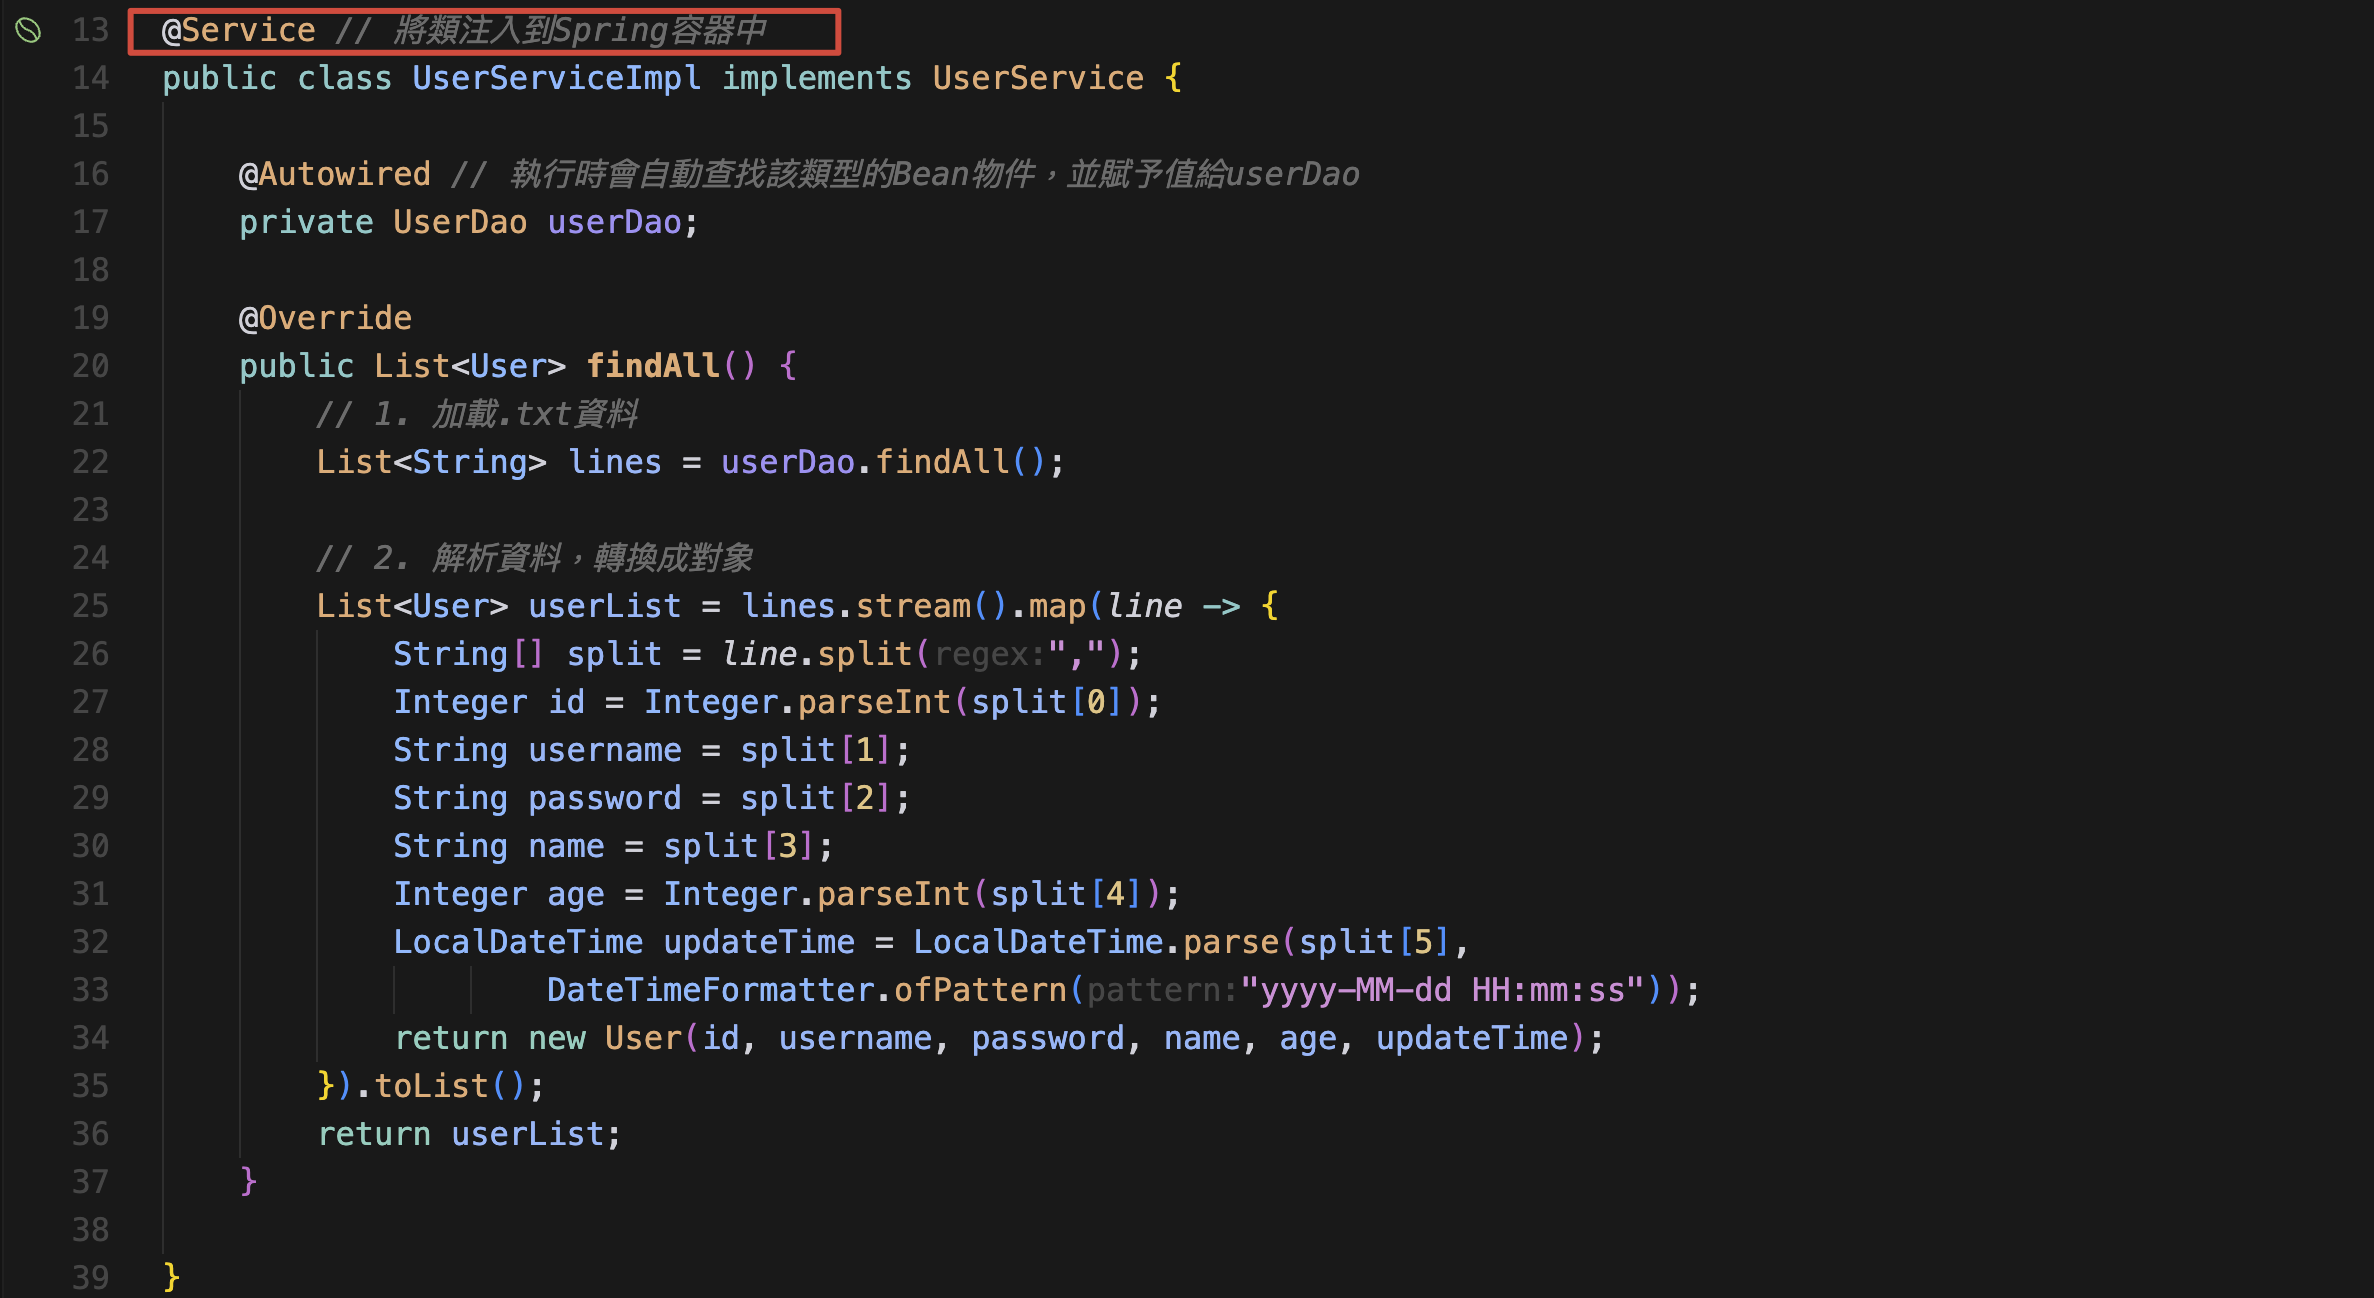 13 @Service // 將類注入到Spring容器中
14 public class UserServiceImpl implements UserService {
15
16 @Autowired // 執行時會自動查找該類型的Bean物件，並賦予值給userDao
17 private UserDao userDao;
18
19 @Override
20 public List<User> findAll() {
21 // 1. 加載.txt資料
22 List<String> lines = userDao.findAll();
23
24 // 2. 解析資料，轉換成對象
25 List<User> userList = lines.stream().map(line -> {
26 String[] split = line.split(regex:",");
27 Integer id = Integer.parseInt(split[0]);
28 String username = split[1];
29 String password = split[2];
30 String name = split[3];
31 Integer age = Integer.parseInt(split[4]);
32 LocalDateTime updateTime = LocalDateTime.parse(split[5],
33 DateTimeFormatter.ofPattern(pattern:"yyyy-MM-dd HH:mm:ss"));
34 return new User(id, username, password, name, age, updateTime);
35 }).toList();
36 return userList;
37 }
38
39 }